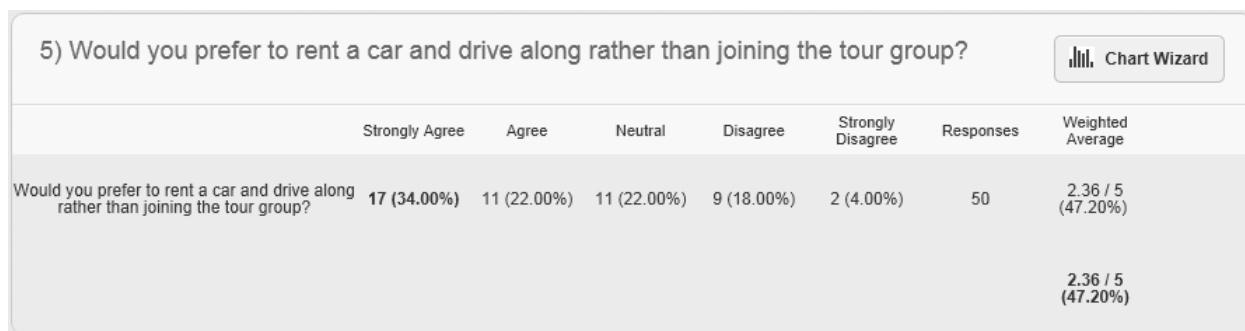 5) Would you prefer to rent a car and drive along rather than joining the tour group?
Chart Wizard
Strongly Agree Agree Neutral Disagree Strongly Disagree Responses Weighted Average
Would you prefer to rent a car and drive along
rather than joining the tour group?
17 (34.00%) 11 (22.00%) 11 (22.00%) 9 (18.00%) 2 (4.00%) 50 2.36 / 5
(47.20%)
2.36 / 5
(47.20%)